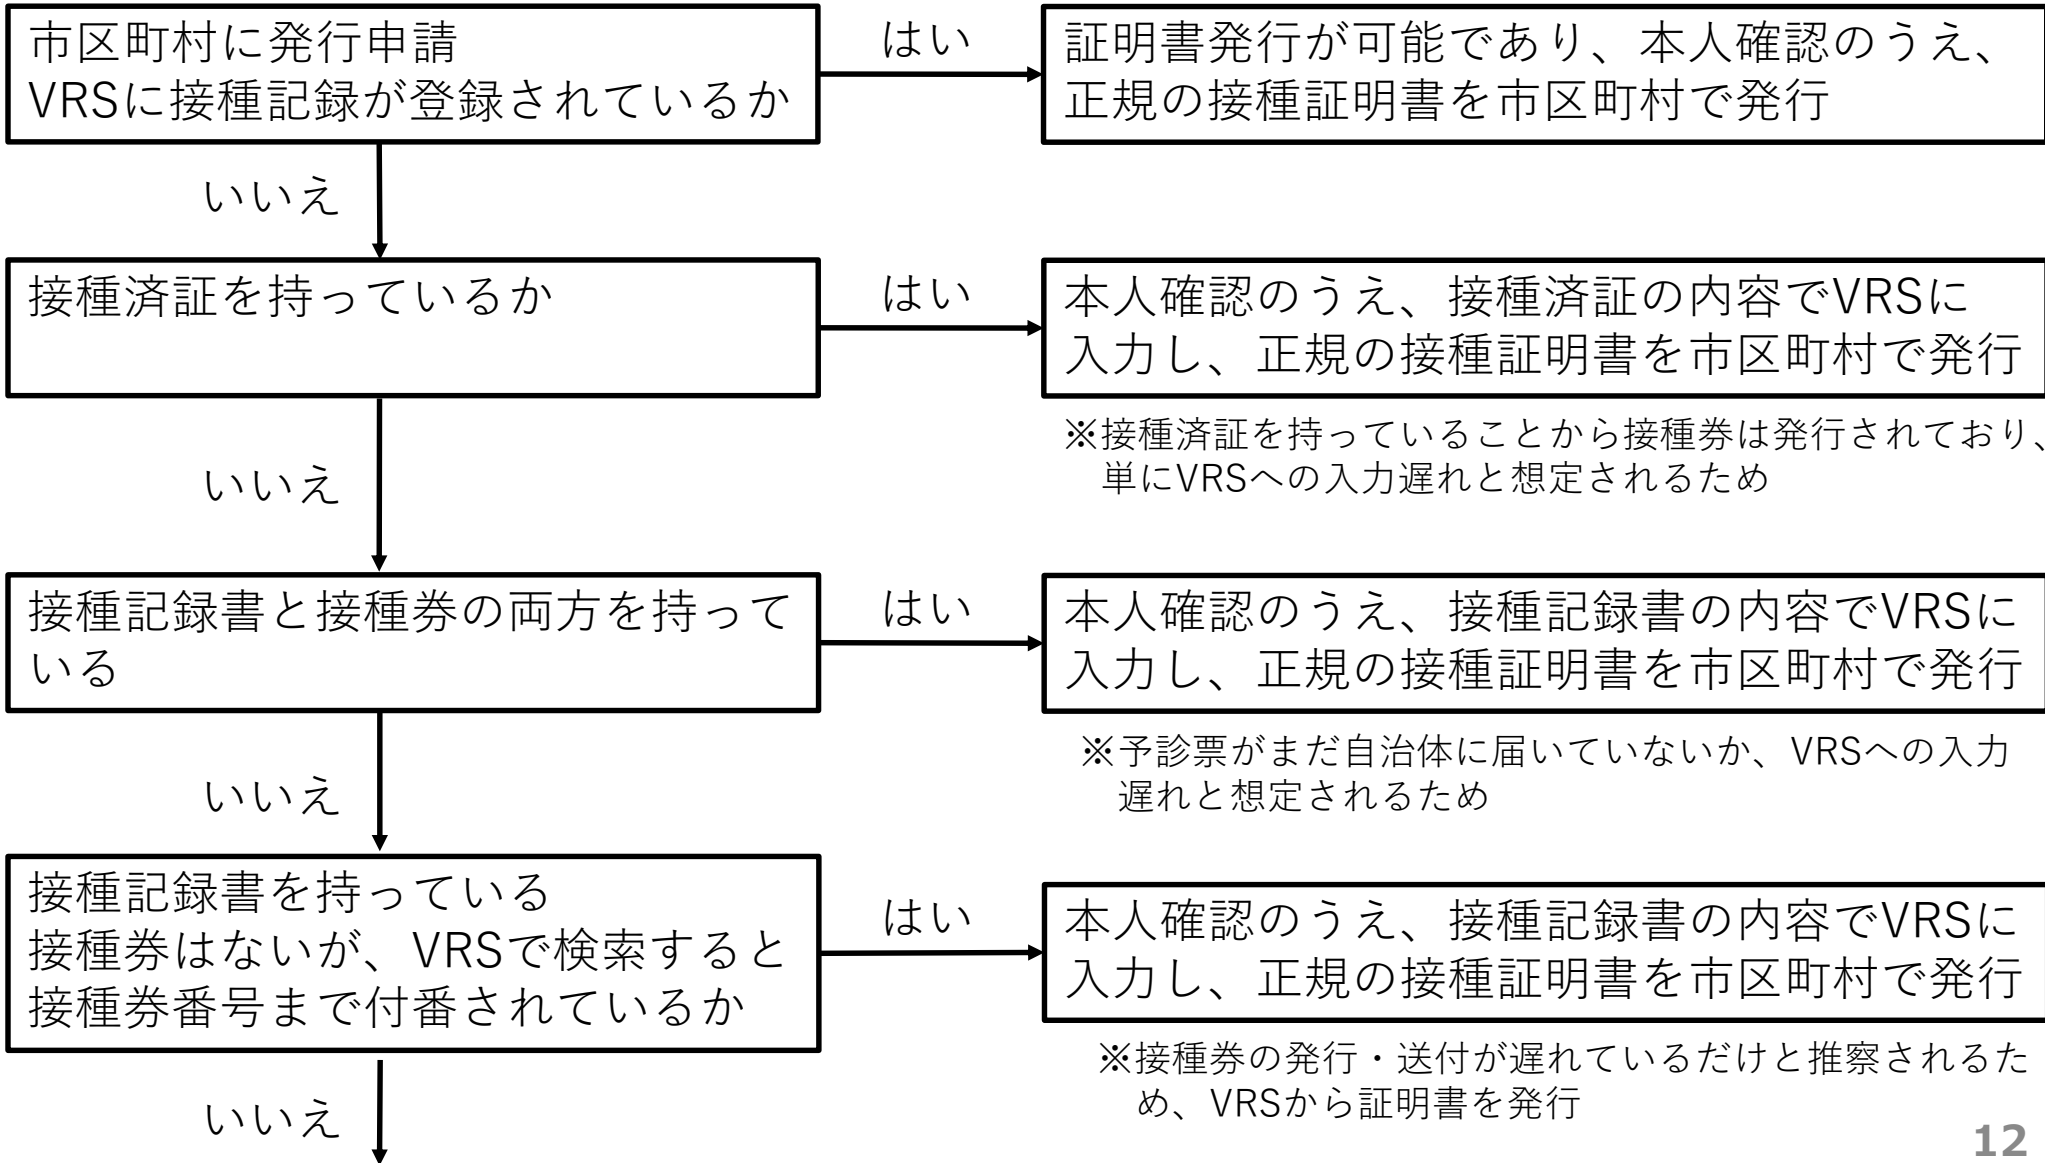 市区町村に発行申請
VRSに接種記録が登録されているか
はい
証明書発行が可能であり、本人確認のうえ、
正規の接種証明書を市区町村で発行
いいえ
接種済証を持っているか
はい
本人確認のうえ、接種済証の内容でVRSに
入力し、正規の接種証明書を市区町村で発行
※接種済証を持っていることから接種券は発行されており、
単にVRSへの入力遅れと想定されるため
いいえ
接種記録書と接種券の両方を持って
いる
はい
本人確認のうえ、接種記録書の内容でVRSに
入力し、正規の接種証明書を市区町村で発行
※予診票がまだ自治体に届いていないか、VRSへの入力
遅れと想定されるため
いいえ
接種記録書を持っている
接種券はないが、VRSで検索すると
接種券番号まで付番されているか
はい
本人確認のうえ、接種記録書の内容でVRSに
入力し、正規の接種証明書を市区町村で発行
※接種券の発行・送付が遅れているだけと推察されるた
め、VRSから証明書を発行
いいえ
12